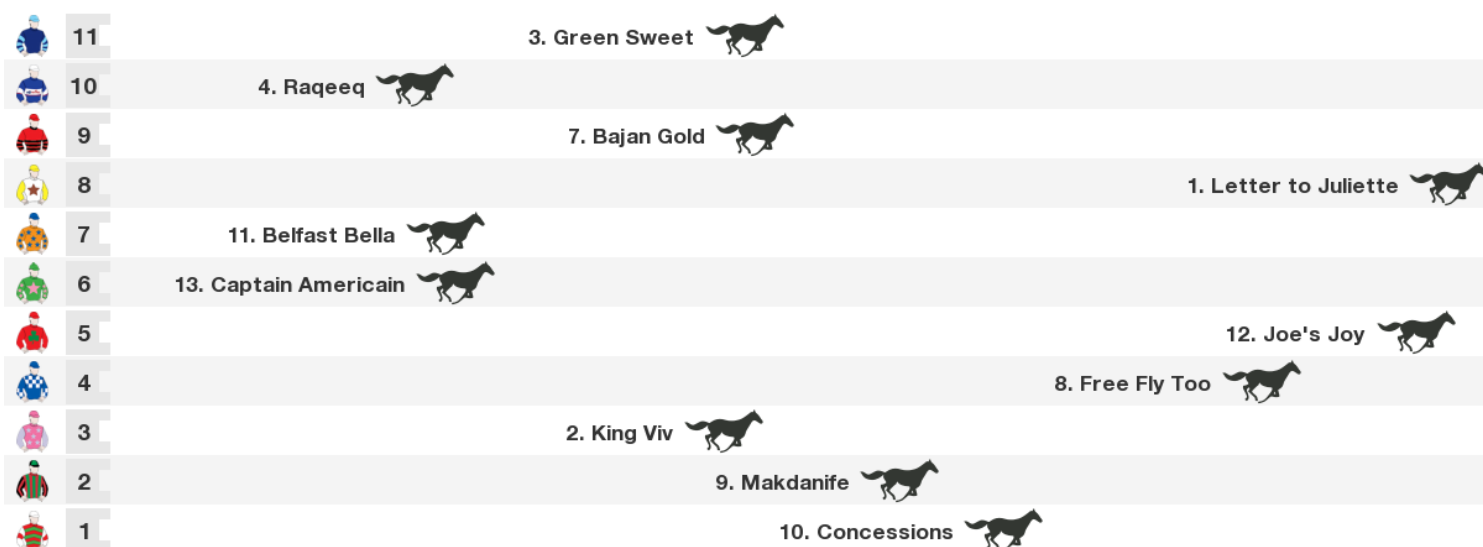 11 3. Green Sweet
10 4. Raqeeq
9 7. Bajan Gold
8 1. Letter to Juliette
7 11. Belfast Bella
6 13. Captain Americain
5 12. Joe's Joy
4 8. Free Fly Too
3 2. King Viv
2 9. Makdanife
1 10. Concessions